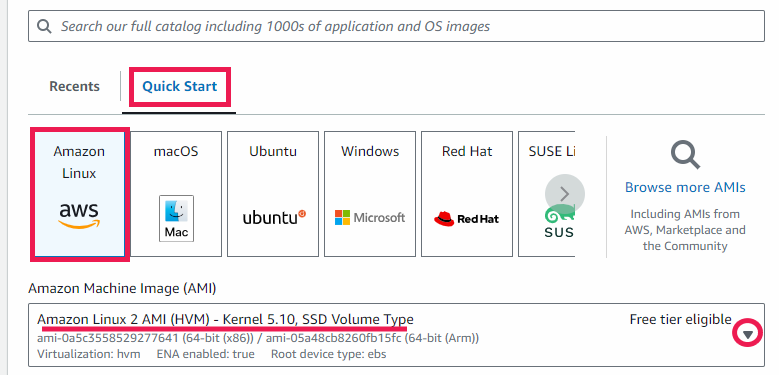 Search our full catalog including 1000s of application and OS images
Recents
Quick Start
Amazon
Linux
aws
macOS
Mac
Ubuntu
ubuntu
Windows
Microsoft
Red Hat
Red Hat
SUSE Li
SUS
Browse more AMIs
Including AMIs from
AWS, Marketplace and
the Community
Amazon Machine Image (AMI)
Amazon Linux 2 AMI (HVM) - Kernel 5.10, SSD Volume Type
Free tier eligible
ami-0a5c3558529277641 (64-bit (x86)) / ami-05a48cb8260fb15fc (64-bit (Arm))
Virtualization: hvm    ENA enabled: true    Root device type: ebs